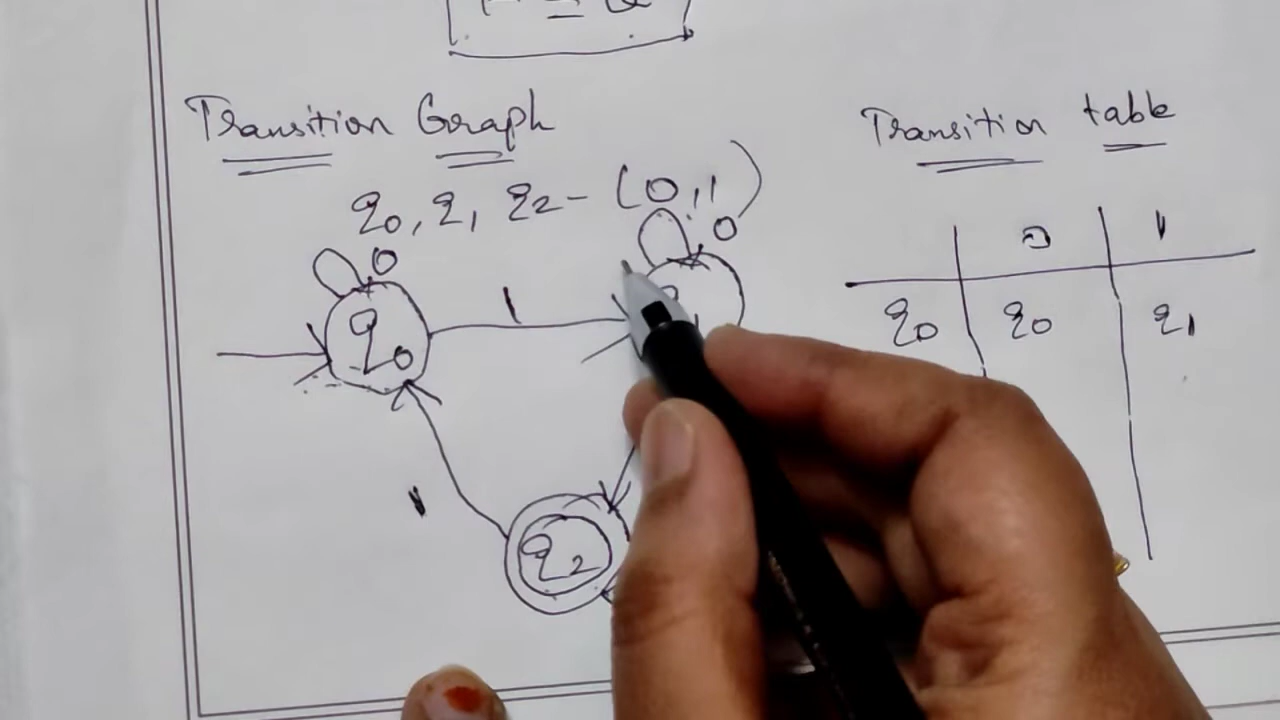 Transition Graph
q0, q1, q2 - (0,1)
0
0
q0
1
1
q2
Transition table
0 1
q0 q0 q1